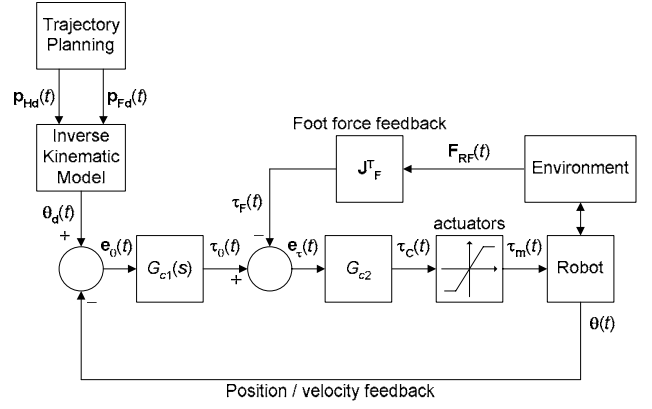 Trajectory
Planning
p_Hd(t)
p_Fd(t)
Inverse
Kinematic
Model
θ_d(t)
Foot force feedback
J^τ_F
F_RF(t)
Environment
τ_F(t)
+
−
e_θ(t)
G_c1(s)
τ_θ(t)
−
+
e_τ(t)
G_c2
τ_C(t)
actuators
τ_m(t)
Robot
θ(t)
Position / velocity feedback